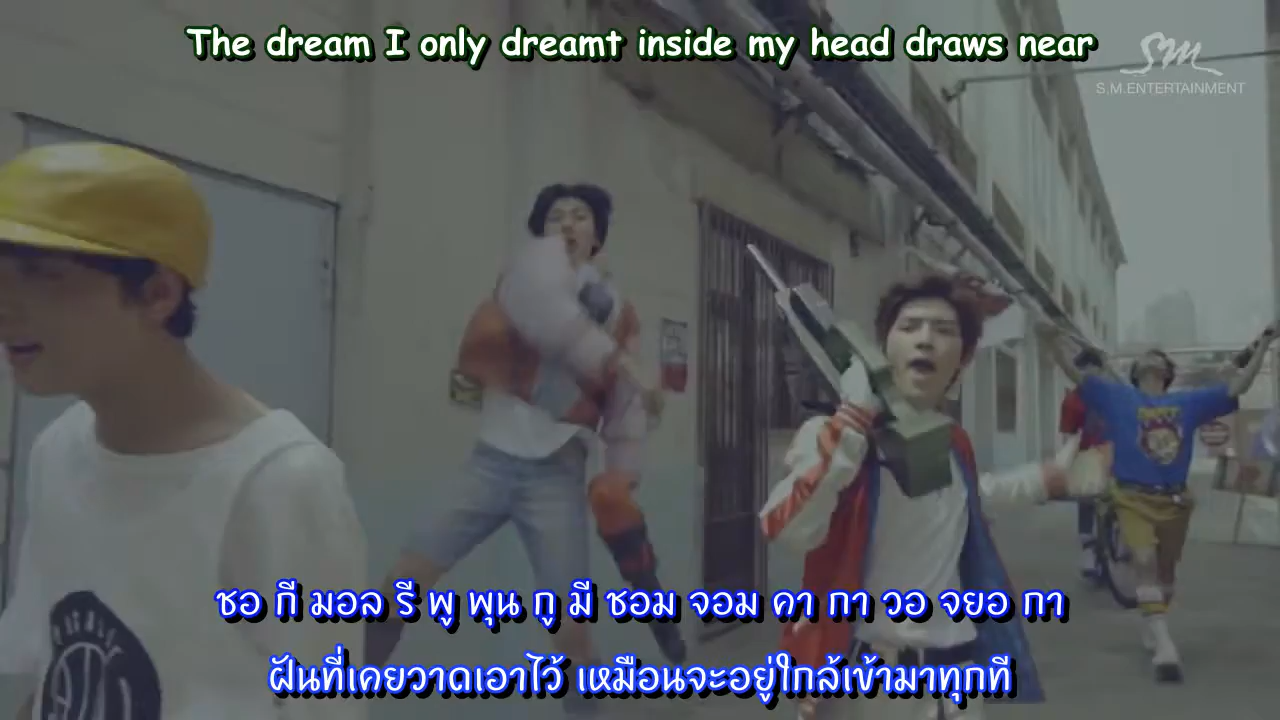 The dream I only dreamt inside my head draws near
SM
S.M.ENTERTAINMENT
ชอ กี มอล รี พู พุน กู มี ชอม จอม คา กา วอ จยอ กา
ฝันที่เคยวาดเอาไว้ เหมือนจะอยู่ใกล้เข้ามาทุกที